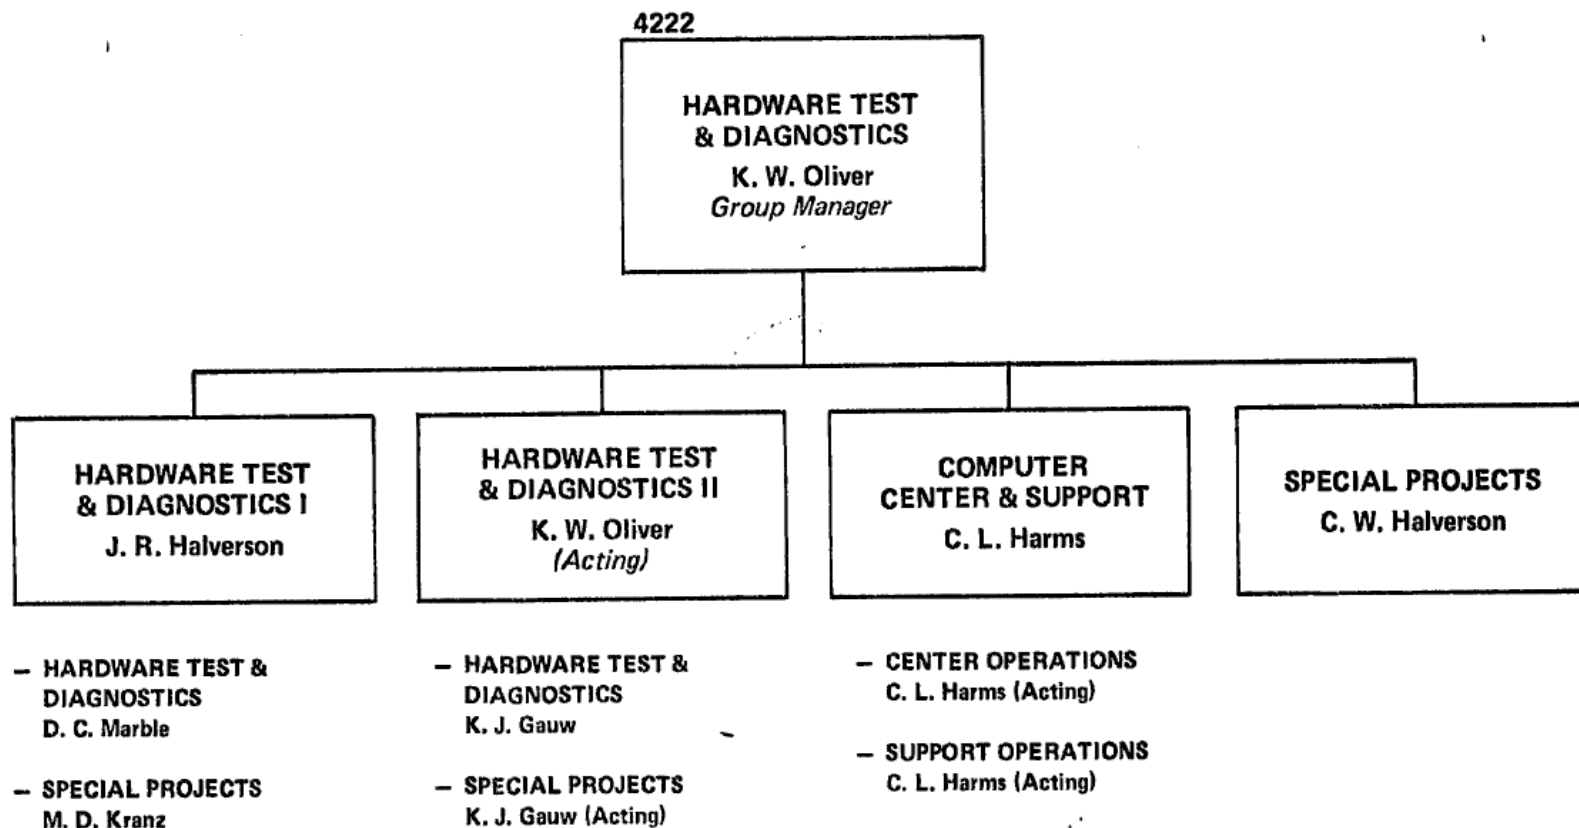 4222
HARDWARE TEST
& DIAGNOSTICS
K. W. Oliver
Group Manager
HARDWARE TEST
& DIAGNOSTICS I
J. R. Halverson
HARDWARE TEST
& DIAGNOSTICS II
K. W. Oliver
(Acting)
COMPUTER
CENTER & SUPPORT
C. L. Harms
SPECIAL PROJECTS
C. W. Halverson
– HARDWARE TEST &
DIAGNOSTICS
D. C. Marble
– SPECIAL PROJECTS
M. D. Kranz
– HARDWARE TEST &
DIAGNOSTICS
K. J. Gauw
– SPECIAL PROJECTS
K. J. Gauw (Acting)
– CENTER OPERATIONS
C. L. Harms (Acting)
– SUPPORT OPERATIONS
C. L. Harms (Acting)